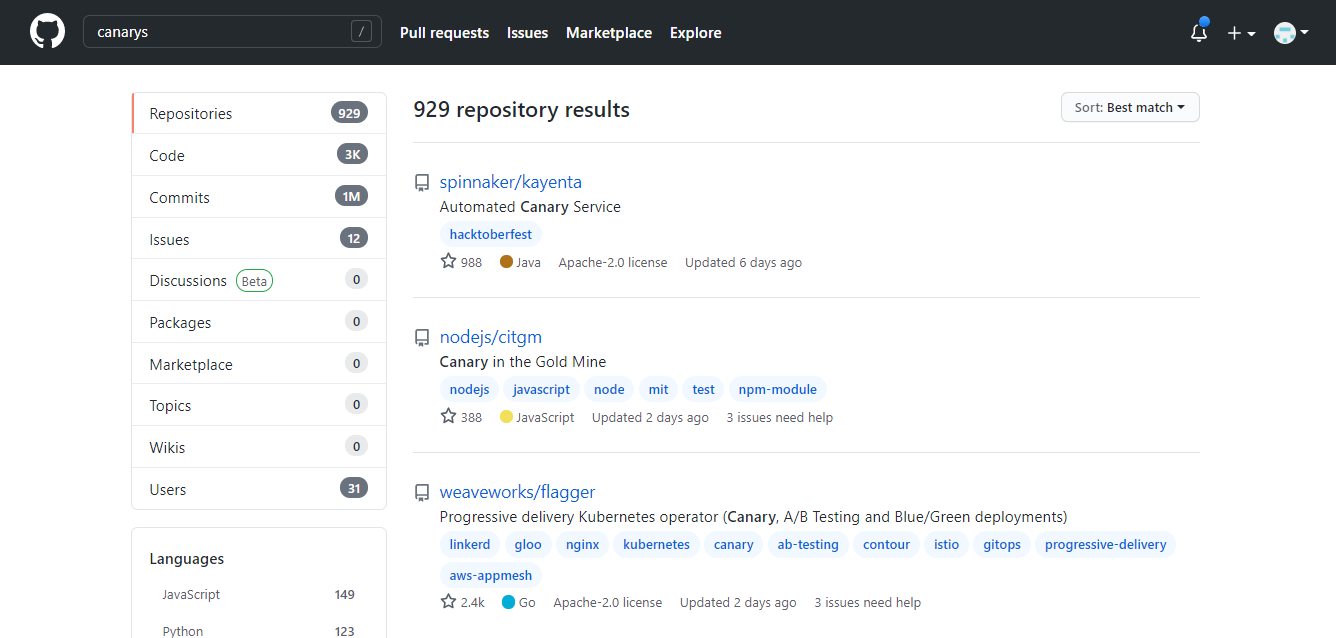 canarys /
Pull requests Issues Marketplace Explore
Repositories 929
Code 3K
Commits 1M
Issues 12
Discussions Beta 0
Packages 0
Marketplace 0
Topics 0
Wikis 0
Users 31
Languages
JavaScript 149
Python 123
929 repository results
Sort: Best match
spinnaker/kayenta
Automated Canary Service
hacktoberfest
988 Java Apache-2.0 license Updated 6 days ago
nodejs/citgm
Canary in the Gold Mine
nodejs javascript node mit test npm-module
388 JavaScript Updated 2 days ago 3 issues need help
weaveworks/flagger
Progressive delivery Kubernetes operator (Canary, A/B Testing and Blue/Green deployments)
linkerd gloo nginx kubernetes canary ab-testing contour istio gitops progressive-delivery
aws-appmesh
2.4k Go Apache-2.0 license Updated 2 days ago 3 issues need help